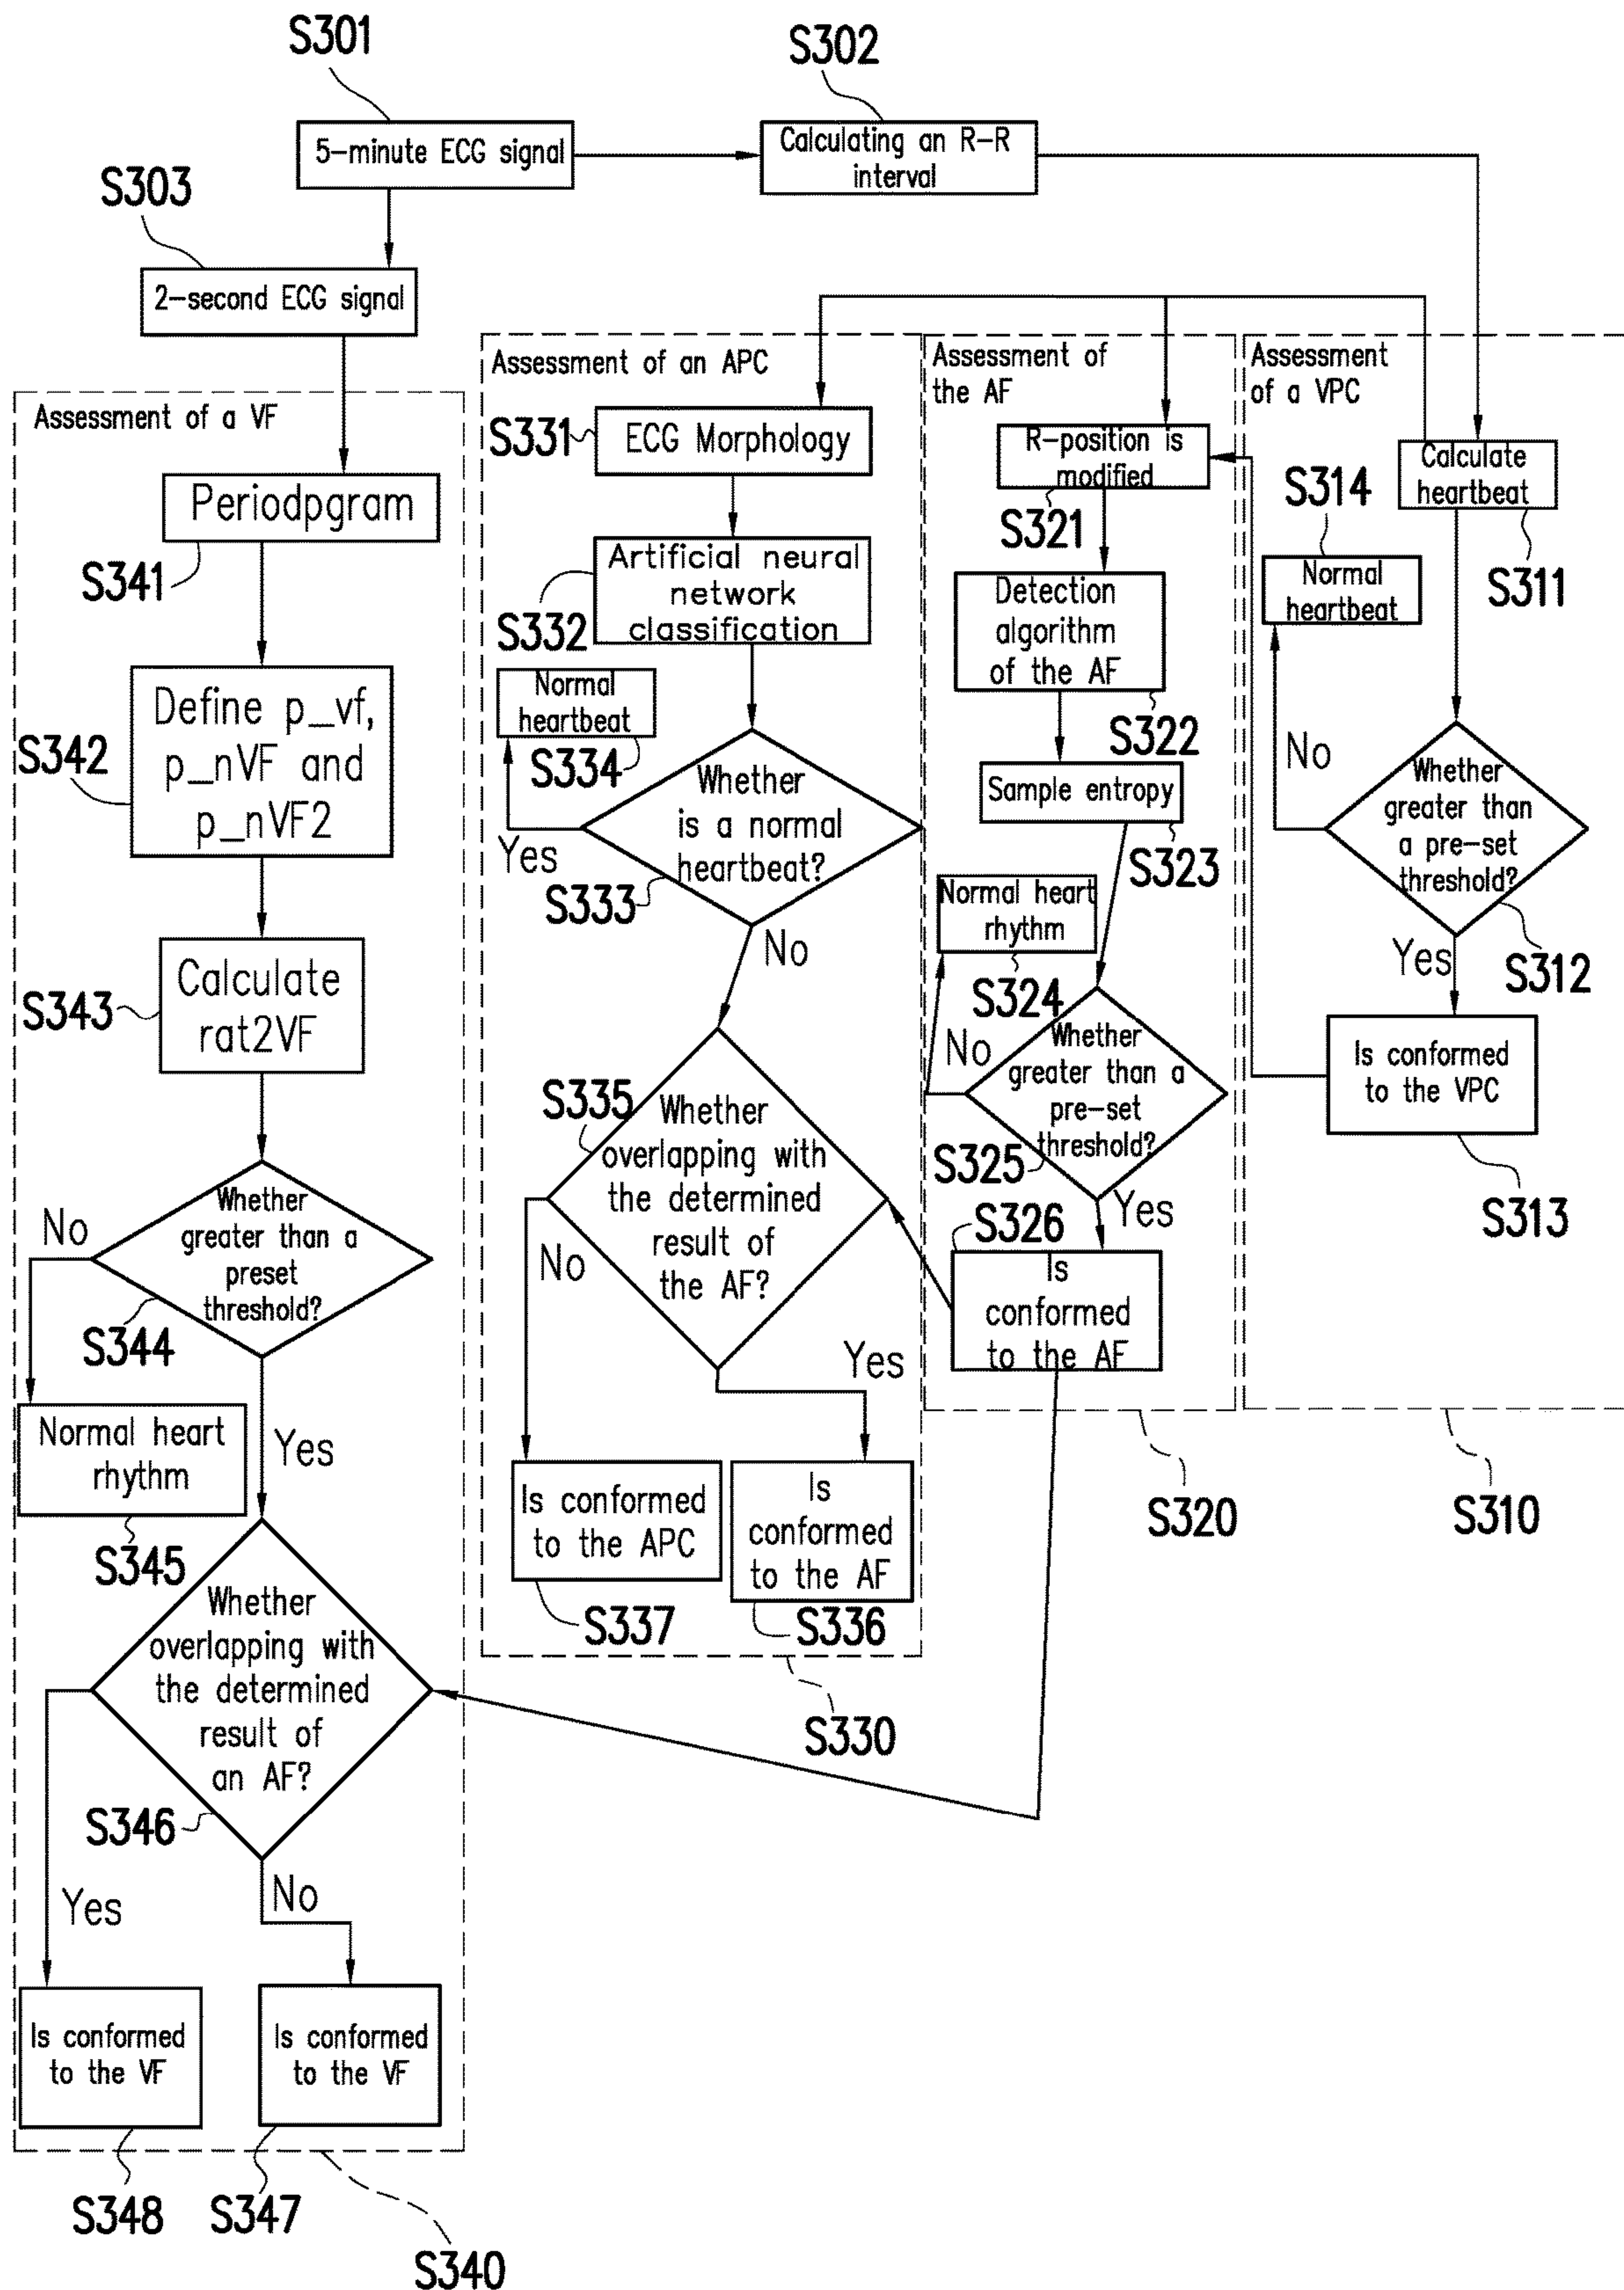 S301
S302
5-minute ECG signal
Calculating an R-R
interval
S303
2-second ECG signal
Assessment of a VF
Periodpgram
S341
Define p_vf,
p_nVF and
p_nVF2
S342
Calculate
rat2VF
S343
Whether
greater than a
preset
threshold?
No
S344
Yes
Normal heart
rhythm
S345
Whether
overlapping with
the determined
result of
an AF?
S346
Yes
No
Is conformed
to the VF
Is conformed
to the VF
S348
S347
S340
Assessment of an APC
S331
ECG Morphology
Artificial neural
network
classification
S332
Normal
heartbeat
S334
Whether
is a normal
heartbeat?
Yes
S333
No
S335
Whether
overlapping with
the determined
result of
the AF?
No
Yes
Is conformed
to the APC
Is
conformed
to the AF
S337
S336
S330
Assessment of
the AF
R-position is
modified
S321
Detection
algorithm
of the AF
S322
Sample entropy
S323
Normal heart
rhythm
S324
No
Whether
greater than a
pre-set
threshold?
S325
Yes
S326
Is
conformed
to the AF
S320
Assessment
of a VPC
Calculate
heartbeat
S311
S314
Normal
heartbeat
No
Whether
greater than
a pre-set
threshold?
Yes
S312
Is conformed
to the VPC
S313
S310